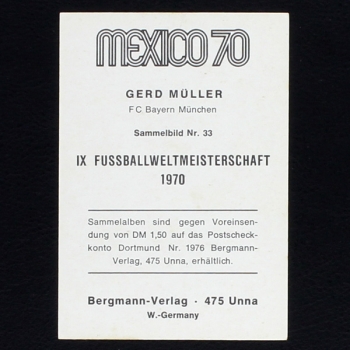 MEXICO 70
GERD MÜLLER
FC Bayern München
Sammelbild Nr. 33
IX FUSSBALLWELTMEISTERSCHAFT
1970
Sammelalben sind gegen Voreinsen-
dung von DM 1,50 auf das Postscheck-
konto Dortmund Nr. 1976 Bergmann-
Verlag, 475 Unna, erhältlich.
Bergmann-Verlag · 475 Unna
W.-Germany